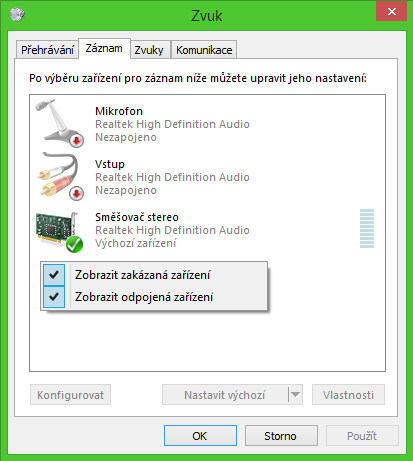 Zvuk
Přehrávání Záznam Zvuky Komunikace
Po výběru zařízení pro záznam níže můžete upravit jeho nastavení:
Mikrofon
Realtek High Definition Audio
Nezapojeno
Vstup
Realtek High Definition Audio
Nezapojeno
Směšovač stereo
Realtek High Definition Audio
Výchozí zařízení
Zobrazit zakázaná zařízení
Zobrazit odpojená zařízení
Konfigurovat Nastavit výchozí Vlastnosti
OK Storno Použít